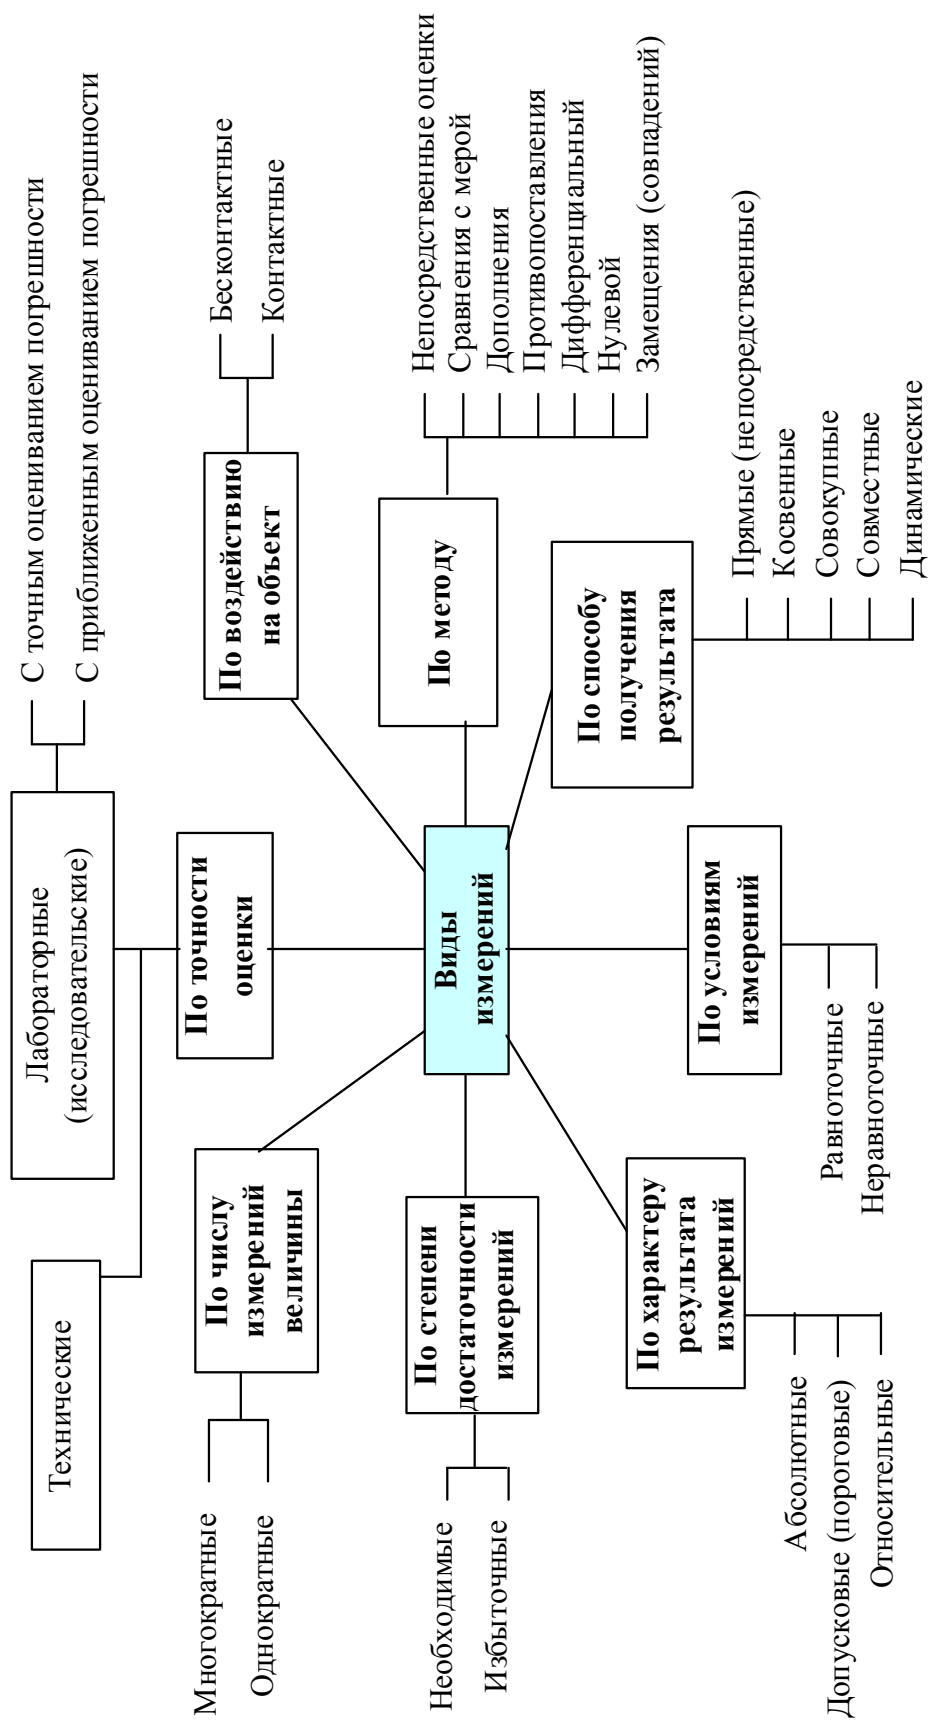 Технические
Лабораторные
(исследовательские)
С точным оцениванием погрешности
С приближенным оцениванием погрешности
Многократные
Однократные
По числу
измерений
величины
По точности
оценки
По воздействию
на объект
Бесконтактные
Контактные
Необходимые
Избыточные
По степени
достаточности
измерений
Виды
измерений
По методу
Непосредственные оценки
Сравнения с мерой
Дополнения
Противопоставления
Дифференциальный
Нулевой
Замещения (совпадений)
По характеру
результата
измерений
Абсолютные
Допусковые (пороговые)
Относительные
По условиям
измерений
Равноточные
Неравноточные
По способу
получения
результата
Прямые (непосредственные)
Косвенные
Совокупные
Совместные
Динамические